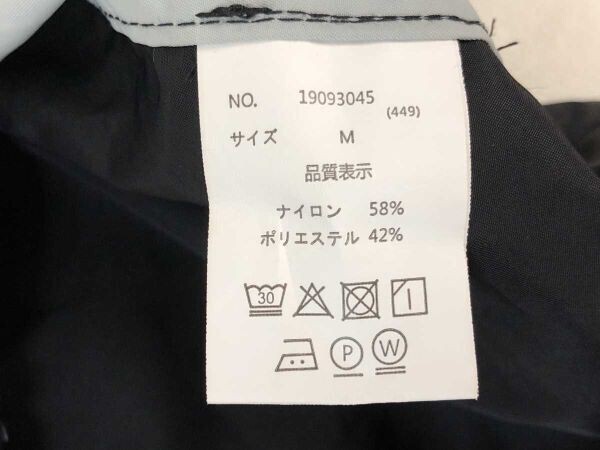 NO. 19093045 (449)
サイズ M
品質表示
ナイロン 58%
ポリエステル 42%
30
P W